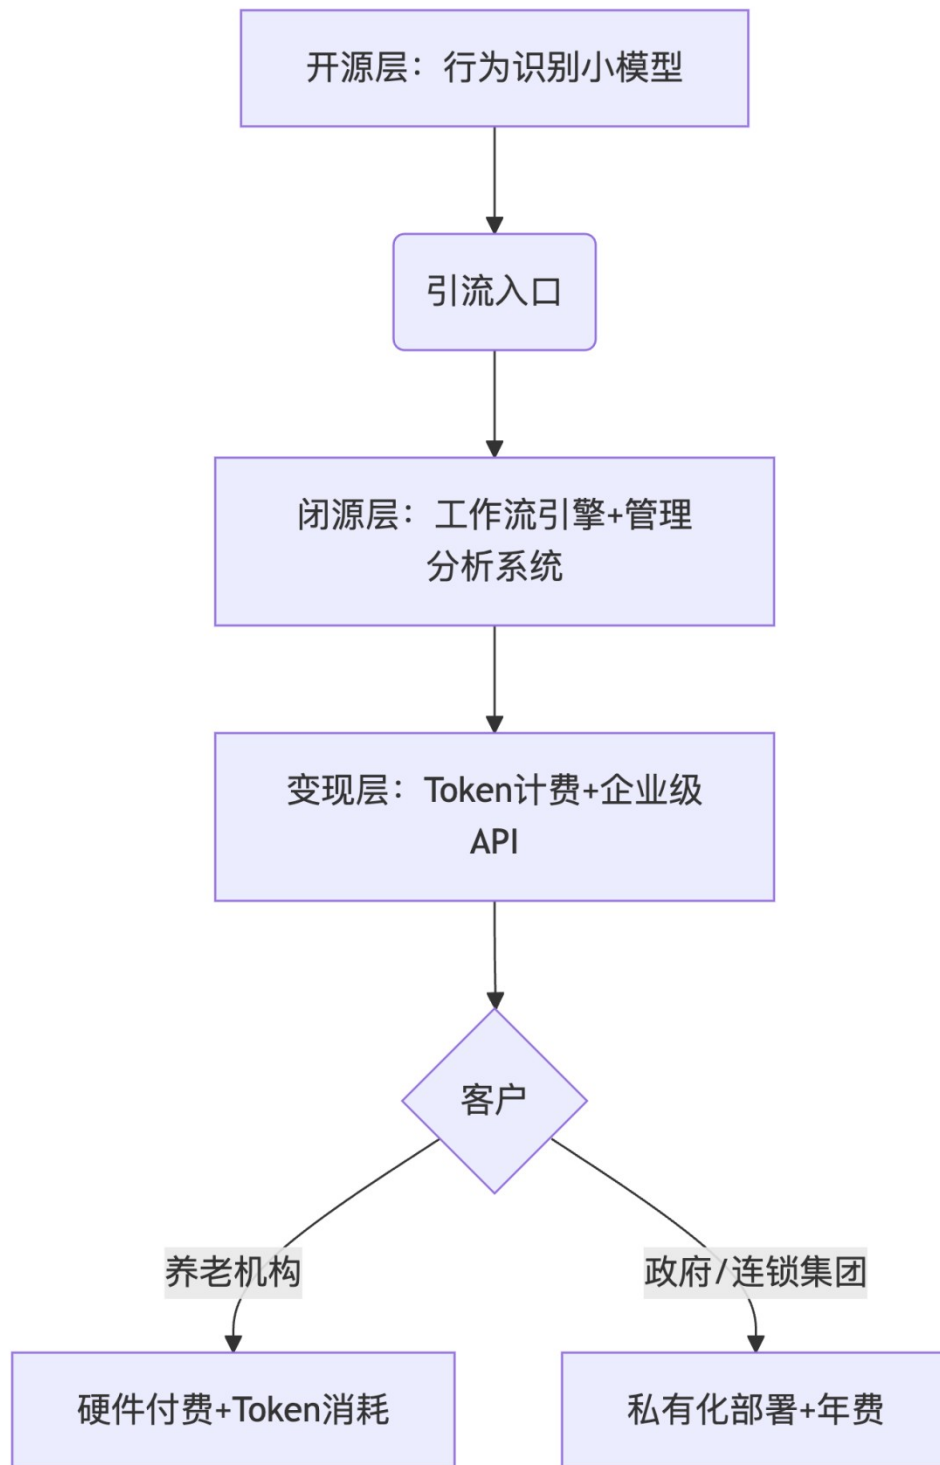 开源层：行为识别小模型
引流入口
闭源层：工作流引擎+管理
分析系统
变现层：Token计费+企业级
API
客户
养老机构
政府/连锁集团
硬件付费+Token消耗
私有化部署+年费